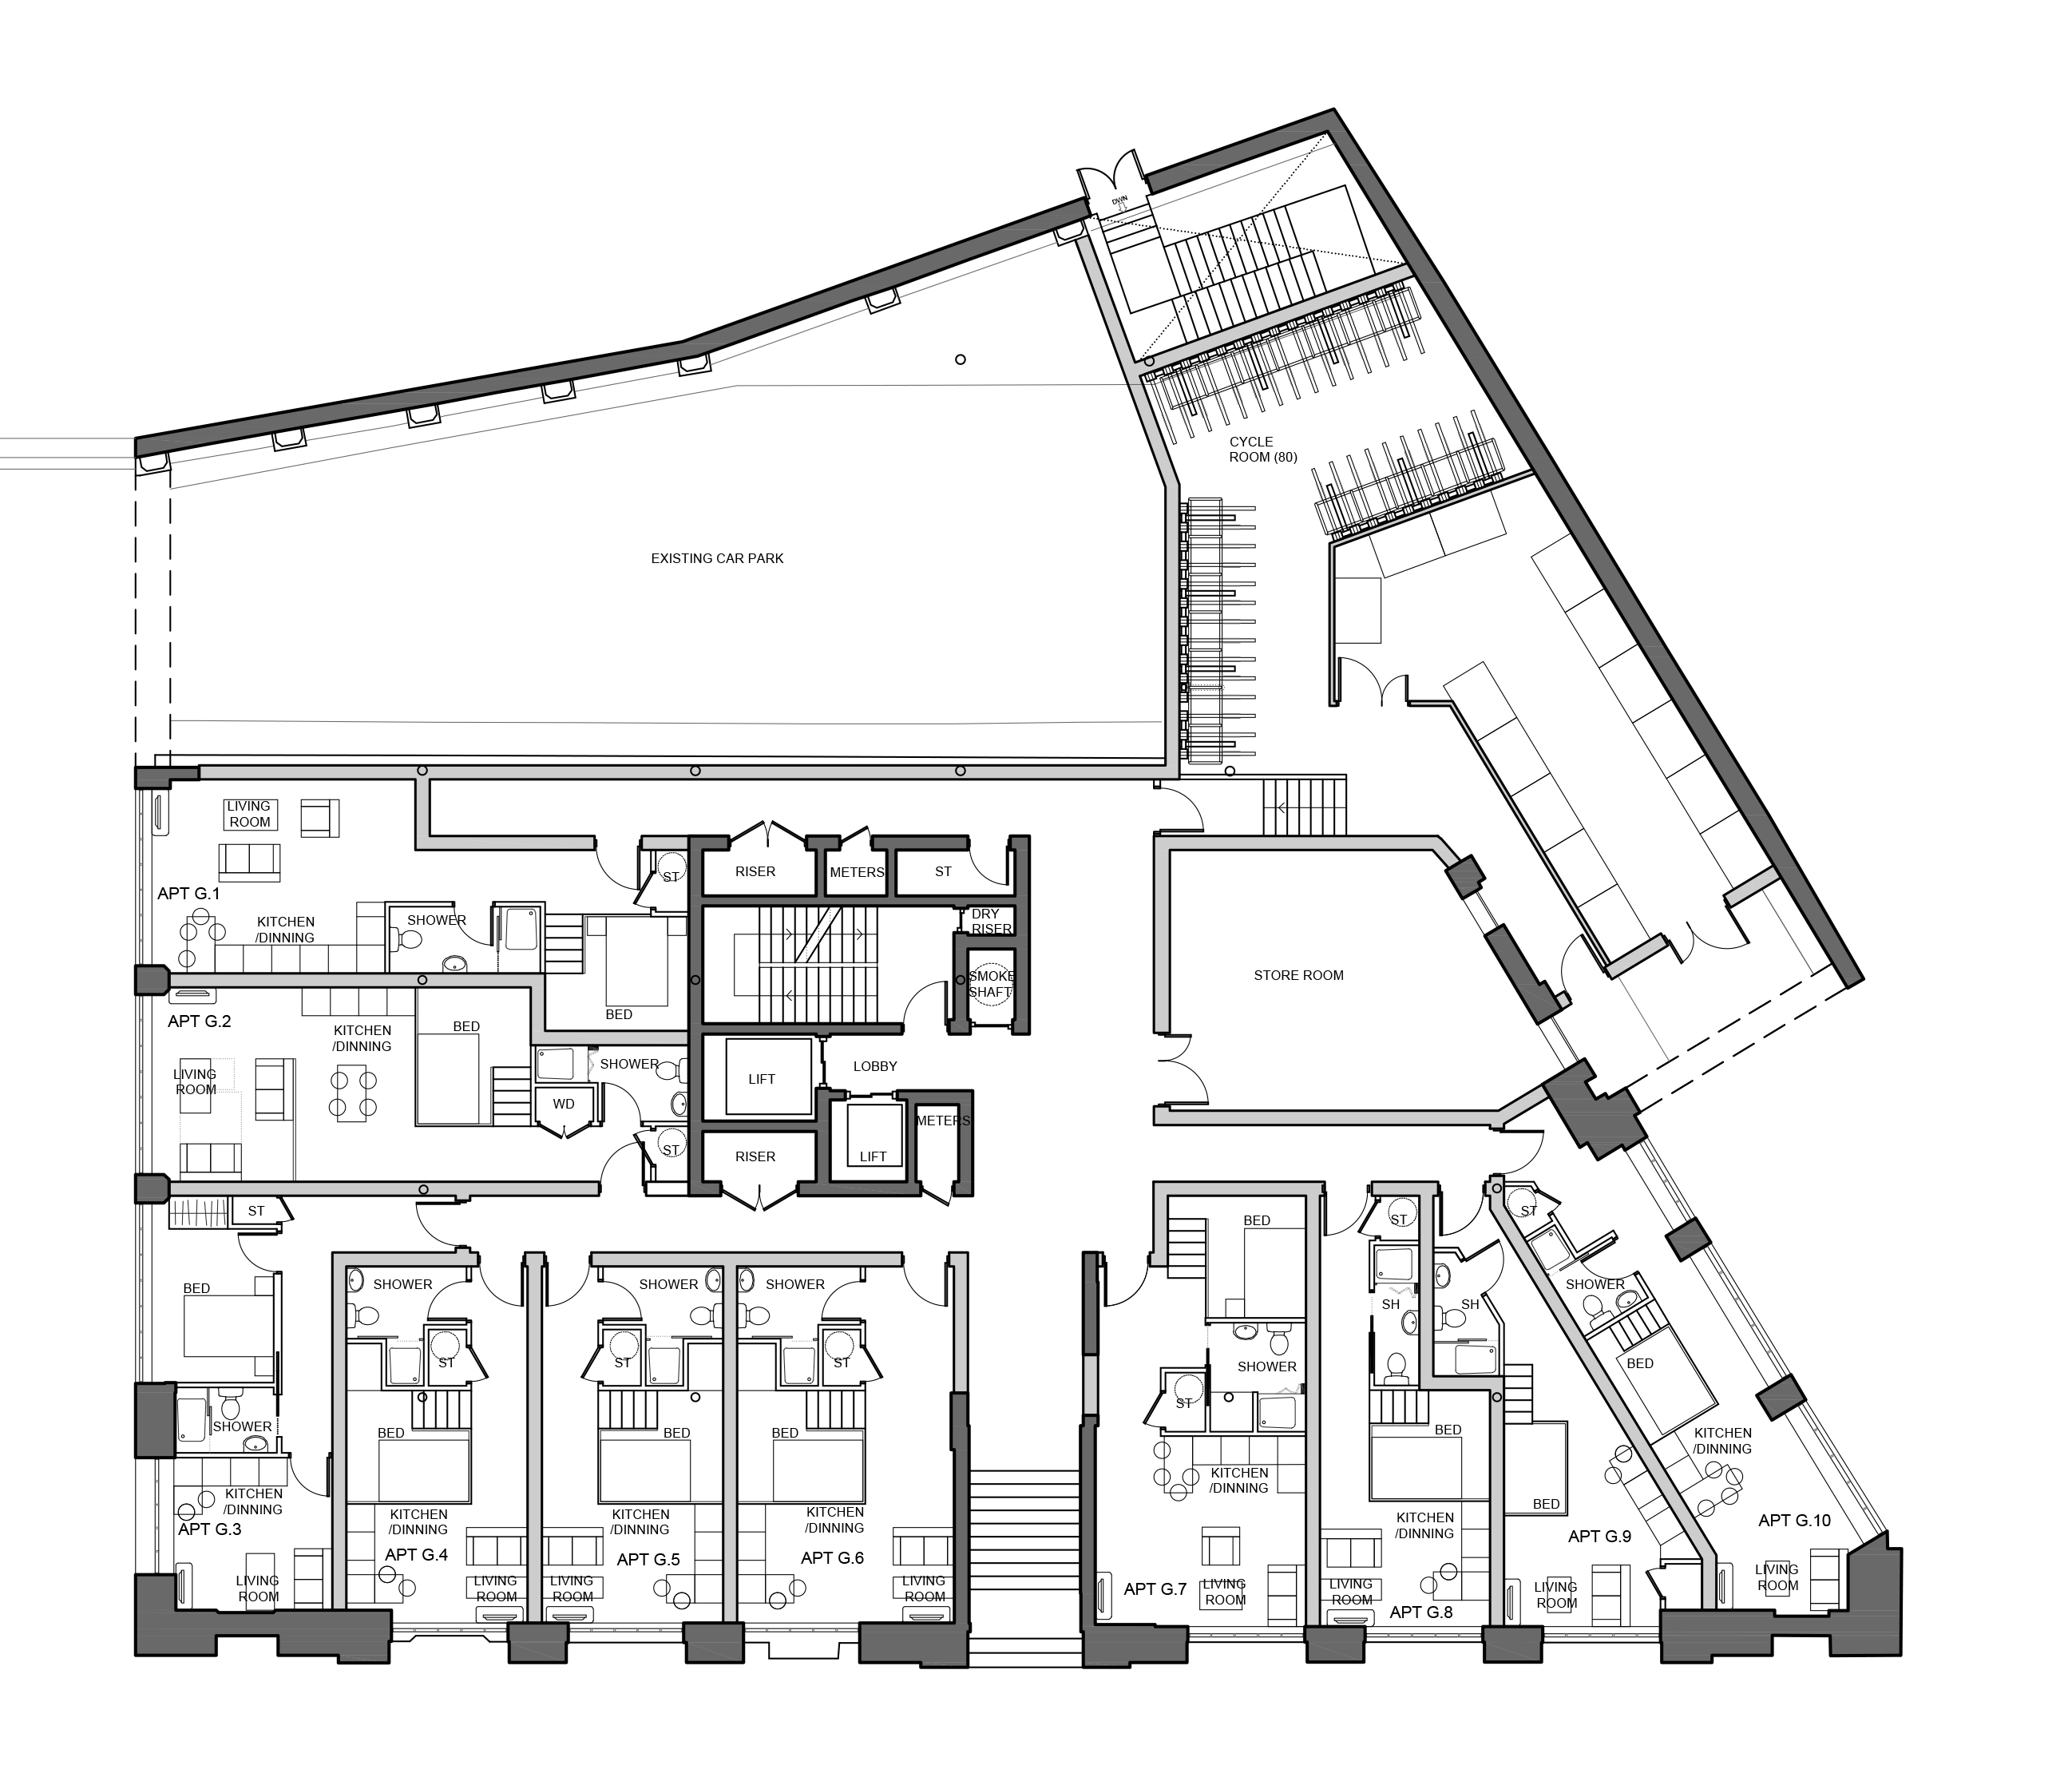 DWN
CYCLE
ROOM (80)
EXISTING CAR PARK
LIVING
ROOM
APT G.1
KITCHEN
/DINNING
SHOWER
ST
BED
RISER
METERS
ST
DRY
RISER
SMOKE
SHAFT
STORE ROOM
APT G.2
LIVING
ROOM
KITCHEN
/DINNING
BED
SHOWER
WD
ST
LIFT
LOBBY
METERS
RISER
LIFT
ST
BED
SHOWER
KITCHEN
/DINNING
APT G.3
LIVING
ROOM
SHOWER
ST
BED
KITCHEN
/DINNING
APT G.4
LIVING
ROOM
SHOWER
ST
BED
KITCHEN
/DINNING
APT G.5
LIVING
ROOM
SHOWER
ST
BED
KITCHEN
/DINNING
APT G.6
LIVING
ROOM
BED
SHOWER
ST
KITCHEN
/DINNING
APT G.7
LIVING
ROOM
ST
SH
BED
KITCHEN
/DINNING
LIVING
ROOM
APT G.8
SH
BED
APT G.9
LIVING
ROOM
ST
SHOWER
BED
KITCHEN
/DINNING
APT G.10
LIVING
ROOM